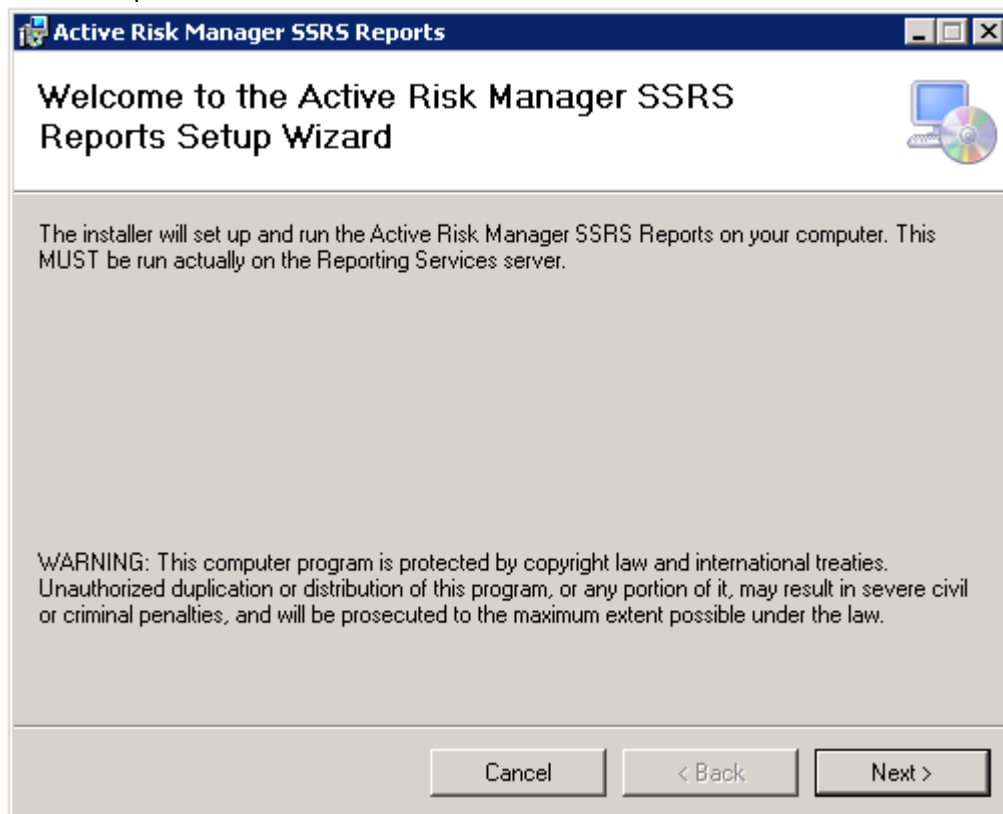 Active Risk Manager SSRS Reports
Welcome to the Active Risk Manager SSRS
Reports Setup Wizard
The installer will set up and run the Active Risk Manager SSRS Reports on your computer. This
MUST be run actually on the Reporting Services server.
WARNING: This computer program is protected by copyright law and international treaties.
Unauthorized duplication or distribution of this program, or any portion of it, may result in severe civil
or criminal penalties, and will be prosecuted to the maximum extent possible under the law.
Cancel
< Back
Next >